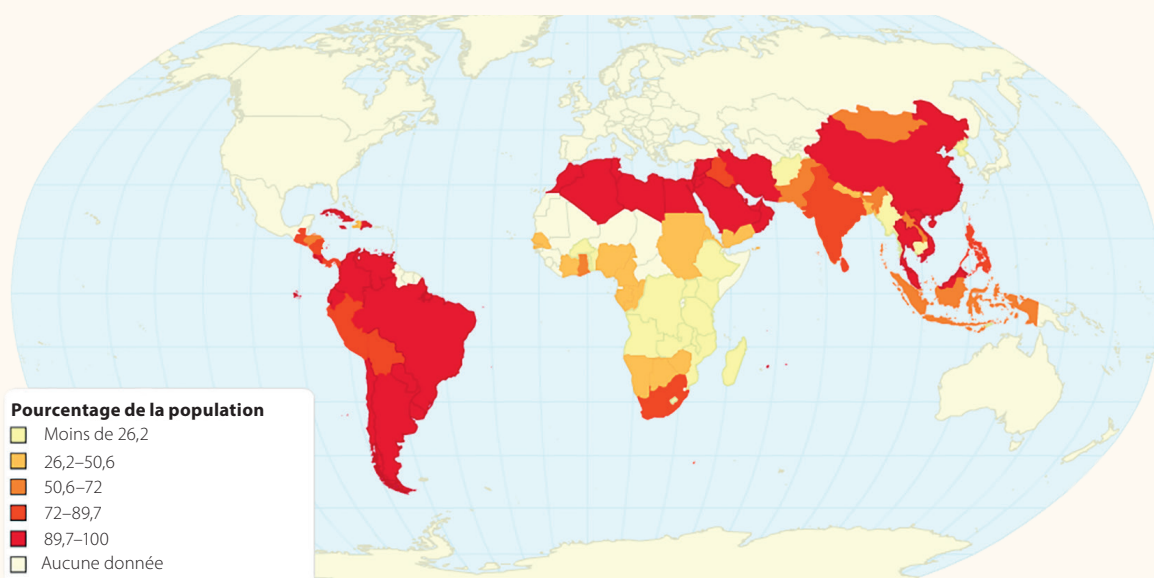 Pourcentage de la population
Moins de 26,2
26,2–50,6
50,6–72
72–89,7
89,7–100
Aucune donnée